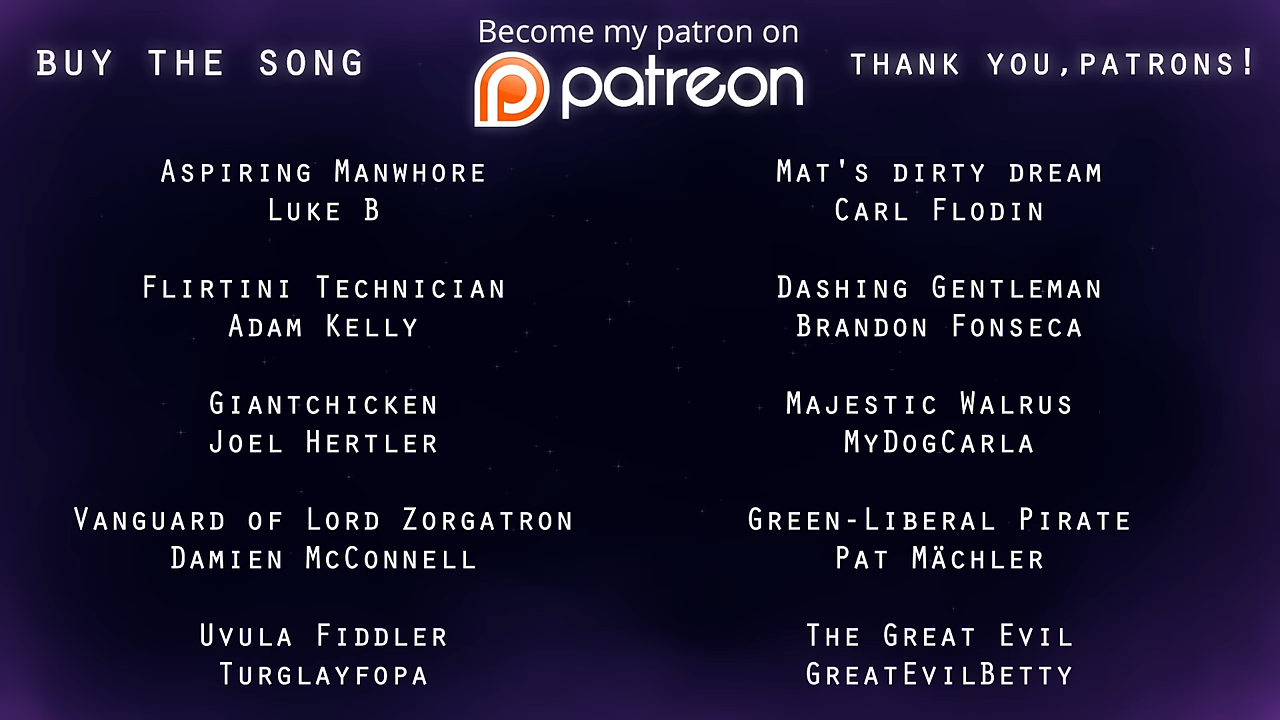 Become my patron on
patreon
BUY THE SONG
THANK YOU,PATRONS!
ASPIRING MANWHORE
LUKE B
FLIRTINI TECHNICIAN
ADAM KELLY
GIANTCHICKEN
JOEL HERTLER
VANGUARD OF LORD ZORGATRON
DAMIEN MCCONNELL
UVULA FIDDLER
TURGLAYFOPA
MAT'S DIRTY DREAM
CARL FLODIN
DASHING GENTLEMAN
BRANDON FONSECA
MAJESTIC WALRUS
MYDOGCARLA
GREEN-LIBERAL PIRATE
PAT MÄCHLER
THE GREAT EVIL
GREATEVILBETTY